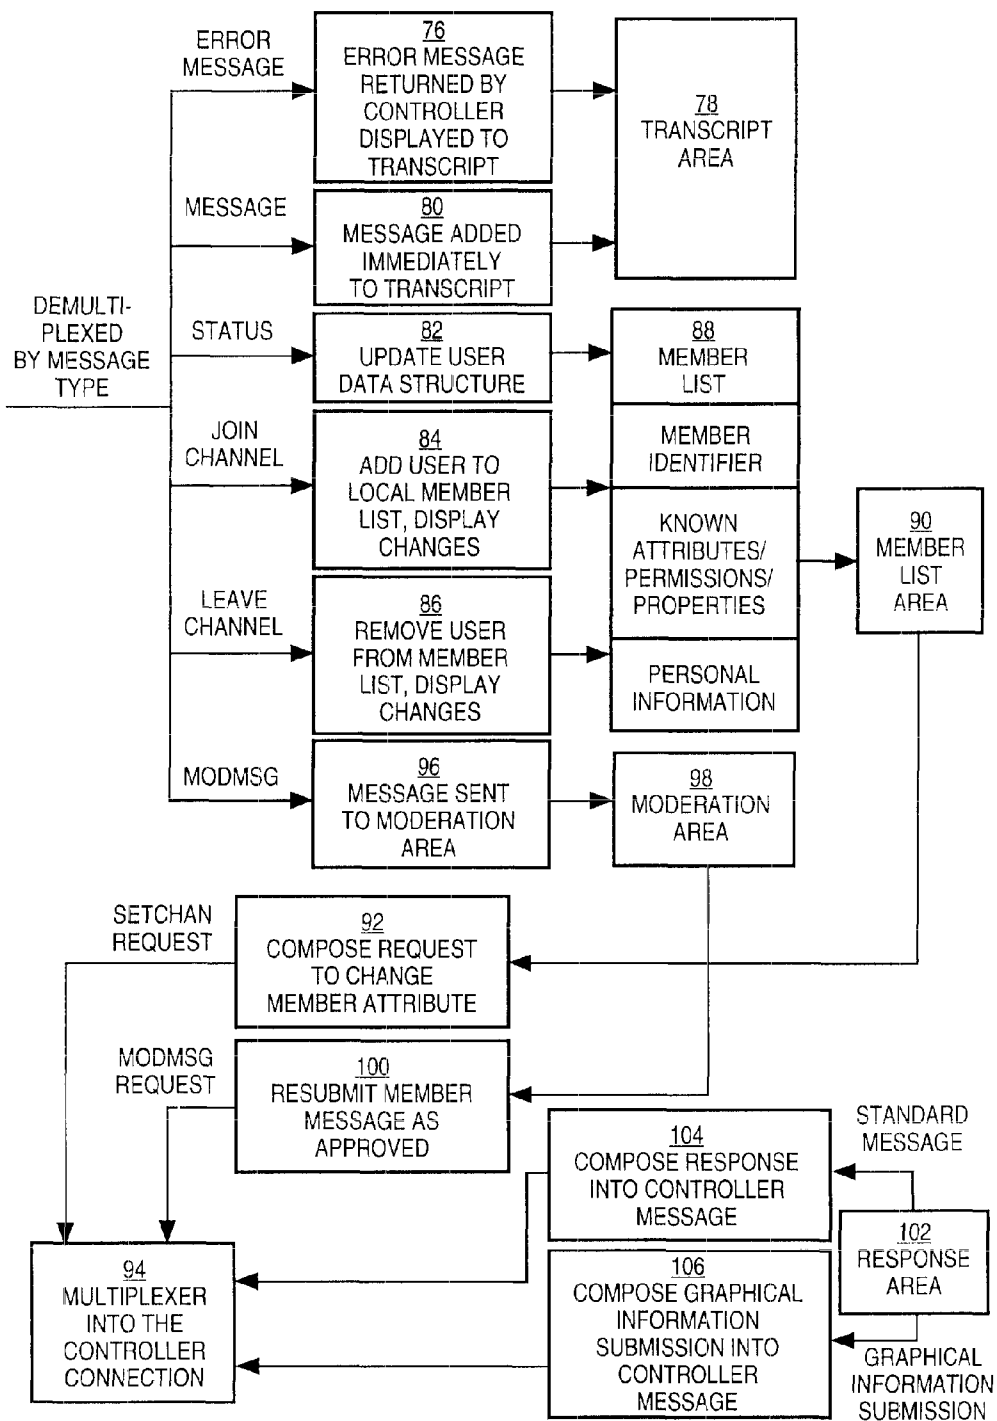 ERROR
MESSAGE
76
ERROR MESSAGE
RETURNED BY
CONTROLLER
DISPLAYED TO
TRANSCRIPT
78
TRANSCRIPT
AREA
MESSAGE
80
MESSAGE ADDED
IMMEDIATELY
TO TRANSCRIPT
DEMULTI-
PLEXED
BY MESSAGE
TYPE
STATUS
82
UPDATE USER
DATA STRUCTURE
88
MEMBER
LIST
JOIN
CHANNEL
84
ADD USER TO
LOCAL MEMBER
LIST, DISPLAY
CHANGES
MEMBER
IDENTIFIER
KNOWN
ATTRIBUTES/
PERMISSIONS/
PROPERTIES
90
MEMBER
LIST
AREA
LEAVE
CHANNEL
86
REMOVE USER
FROM MEMBER
LIST, DISPLAY
CHANGES
PERSONAL
INFORMATION
MODMSG
96
MESSAGE SENT
TO MODERATION
AREA
98
MODERATION
AREA
SETCHAN
REQUEST
92
COMPOSE REQUEST
TO CHANGE
MEMBER ATTRIBUTE
MODMSG
REQUEST
100
RESUBMIT MEMBER
MESSAGE AS
APPROVED
104
COMPOSE RESPONSE
INTO CONTROLLER
MESSAGE
STANDARD
MESSAGE
102
RESPONSE
AREA
94
MULTIPLEXER
INTO THE
CONTROLLER
CONNECTION
106
COMPOSE GRAPHICAL
INFORMATION
SUBMISSION INTO
CONTROLLER
MESSAGE
GRAPHICAL
INFORMATION
SUBMISSION